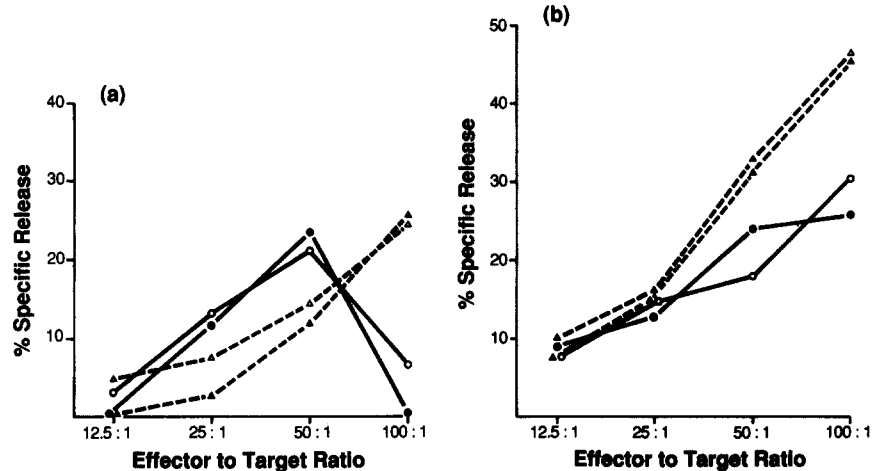 (a)
% Specific Release
40
30
20
10
12.5 : 1
25 : 1
50 : 1
100 : 1
Effector to Target Ratio
(b)
% Specific Release
50
40
30
20
10
12.5 : 1
25 : 1
50 : 1
100 : 1
Effector to Target Ratio